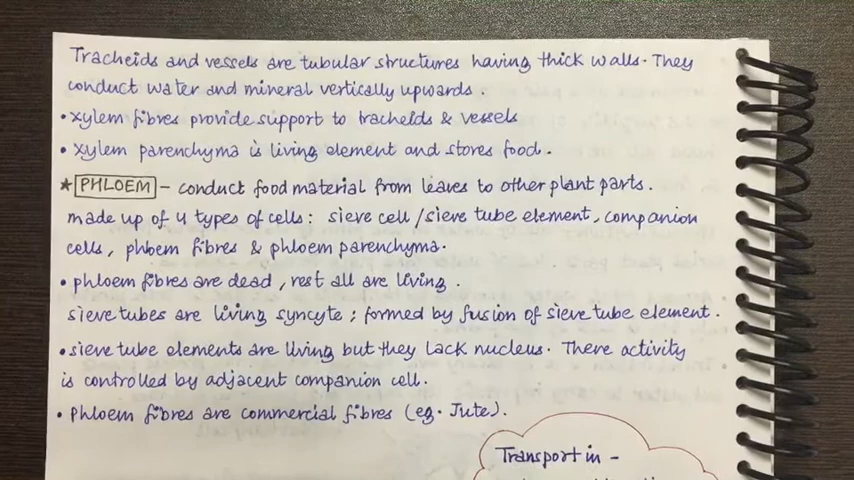 Tracheids and vessels are tubular structures having thick walls. They
conduct water and mineral vertically upwards.
• xylem fibres provide support to tracheids & vessels
• xylem parenchyma is living element and stores food.
★ PHLOEM - conduct food material from leaves to other plant parts.
made up of 4 types of cells: sieve cell/sieve tube element, companion
cells, phloem fibres & phloem parenchyma.
• phloem fibres are dead, rest all are living.
sieve tubes are living syncyte; formed by fusion of sieve tube element.
• sieve tube elements are living but they lack nucleus. There activity
is controlled by adjacent companion cell.
• Phloem fibres are commercial fibres (eg. Jute).
Transport in -